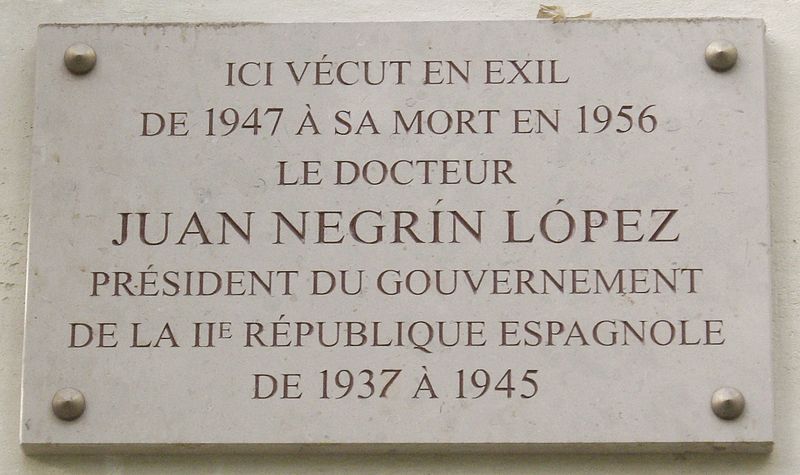 ICI VÉCUT EN EXIL
DE 1947 À SA MORT EN 1956
LE DOCTEUR
JUAN NEGRÍN LÓPEZ
PRÉSIDENT DU GOUVERNEMENT
DE LA IIE RÉPUBLIQUE ESPAGNOLE
DE 1937 À 1945